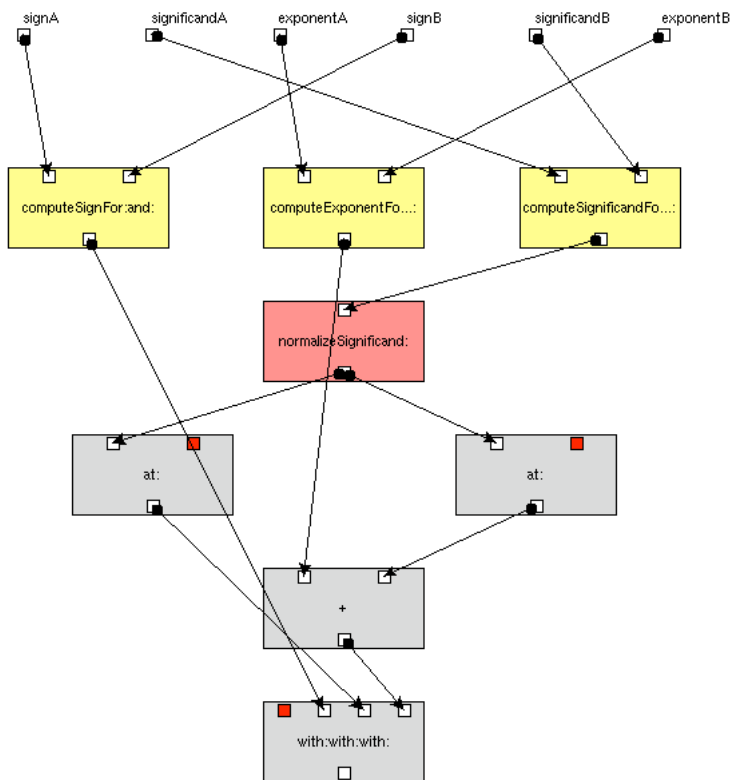 signA significandA exponentA signB significandB exponentB
computeSignFor:and: computeExponentFo...: computeSignificandFo...:
normalizeSignificand:
at: at:
+
with:with:with: